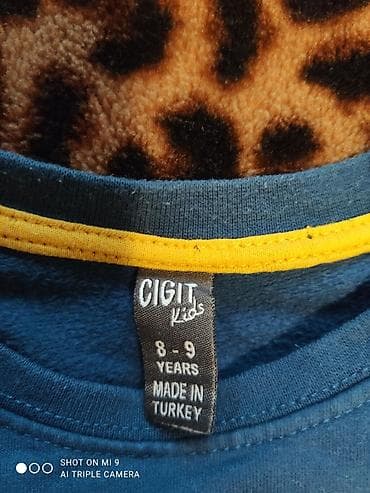 CIGIT
Kids
8 - 9
YEARS
MADE IN
TURKEY
SHOT ON MI 9
AI TRIPLE CAMERA